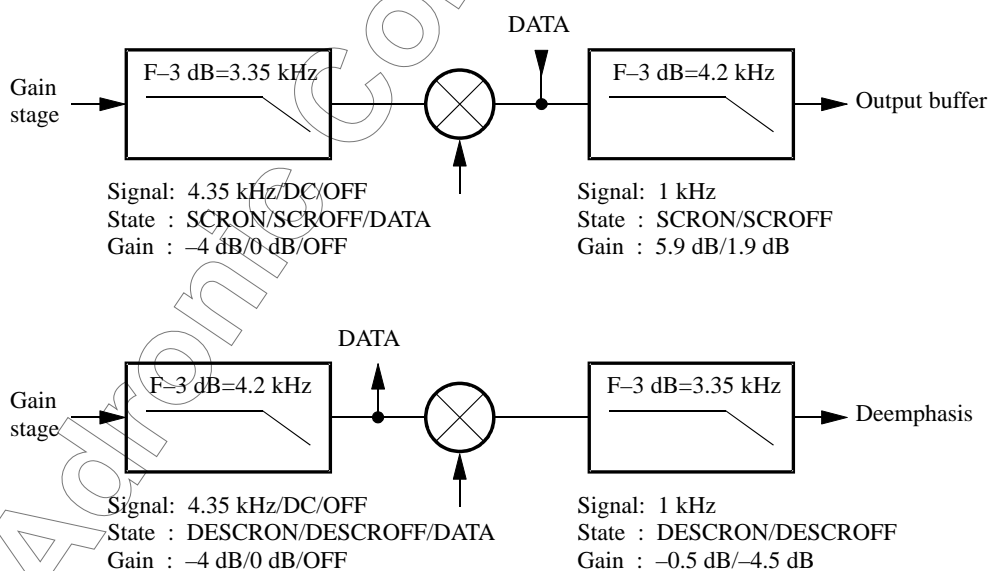 DATA
F–3 dB=3.35 kHz
F–3 dB=4.2 kHz
Gain
stage
Output buffer
Signal: 4.35 kHz/DC/OFF
State : SCRON/SCROFF/DATA
Gain : –4 dB/0 dB/OFF
Signal: 1 kHz
State : SCRON/SCROFF
Gain : 5.9 dB/1.9 dB
DATA
F–3 dB=4.2 kHz
F–3 dB=3.35 kHz
Gain
stage
Deemphasis
Signal: 4.35 kHz/DC/OFF
State : DESCRON/DESCROFF/DATA
Gain : –4 dB/0 dB/OFF
Signal: 1 kHz
State : DESCRON/DESCROFF
Gain : –0.5 dB/–4.5 dB
Adronic Co